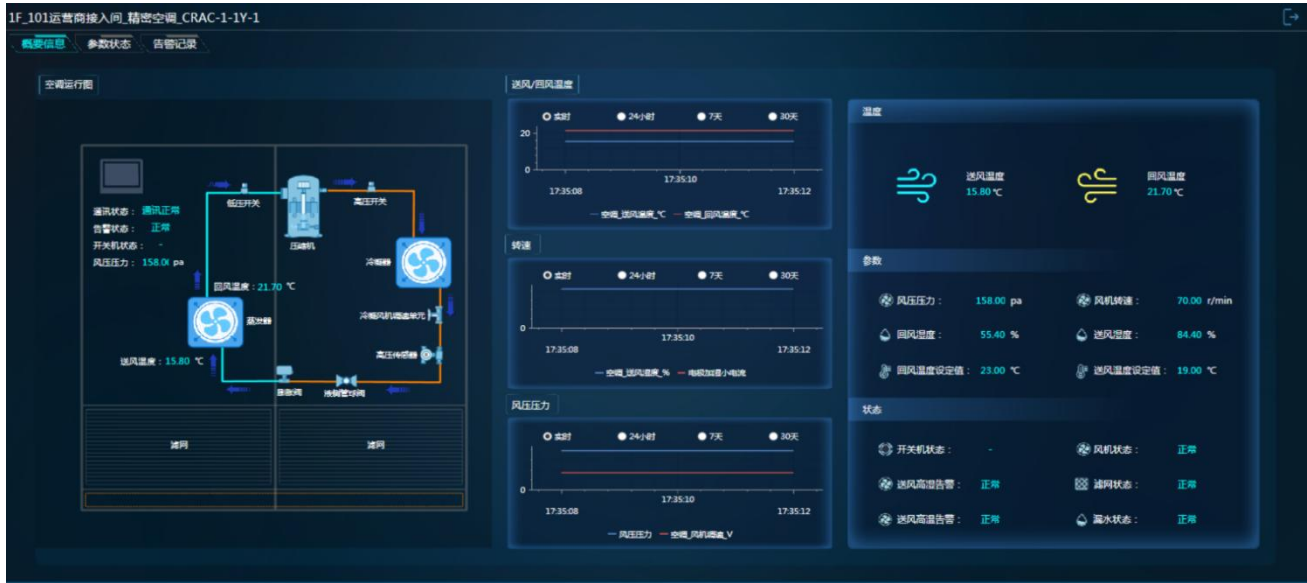 1F_101运营商接入间_精密空调_CRAC-1-1Y-1
概要信息 参数状态 告警记录
空调运行图
通讯状态： 通讯正常
告警状态： 正常
开关机状态： -
风压压力： 158.0 pa
低压开关
压缩机
高压开关
冷凝器
回风温度：21.70 ℃
蒸发器
冷凝风机调速单元
高压传感器
送风温度：15.80 ℃
膨胀阀
液侧管球阀
滤网 滤网
送风/回风温度
实时 24小时 7天 30天
20
0
17:35:08 17:35:10 17:35:12
空调_送风温度_℃ 空调_回风温度_℃
转速
实时 24小时 7天 30天
0
17:35:08 17:35:10 17:35:12
空调_送风湿度_% 电极加湿小电流
风压压力
实时 24小时 7天 30天
0
17:35:08 17:35:10 17:35:12
风压压力 空调_风机调速_V
温度
送风温度 15.80 ℃
回风温度 21.70 ℃
参数
风压压力： 158.00 pa 风机转速： 70.00 r/min
回风湿度： 55.40 % 送风湿度： 84.40 %
回风温度设定值： 23.00 ℃ 送风温度设定值： 19.00 ℃
状态
开关机状态： - 风机状态： 正常
送风高湿告警： 正常 滤网状态： 正常
送风高温告警： 正常 漏水状态： 正常